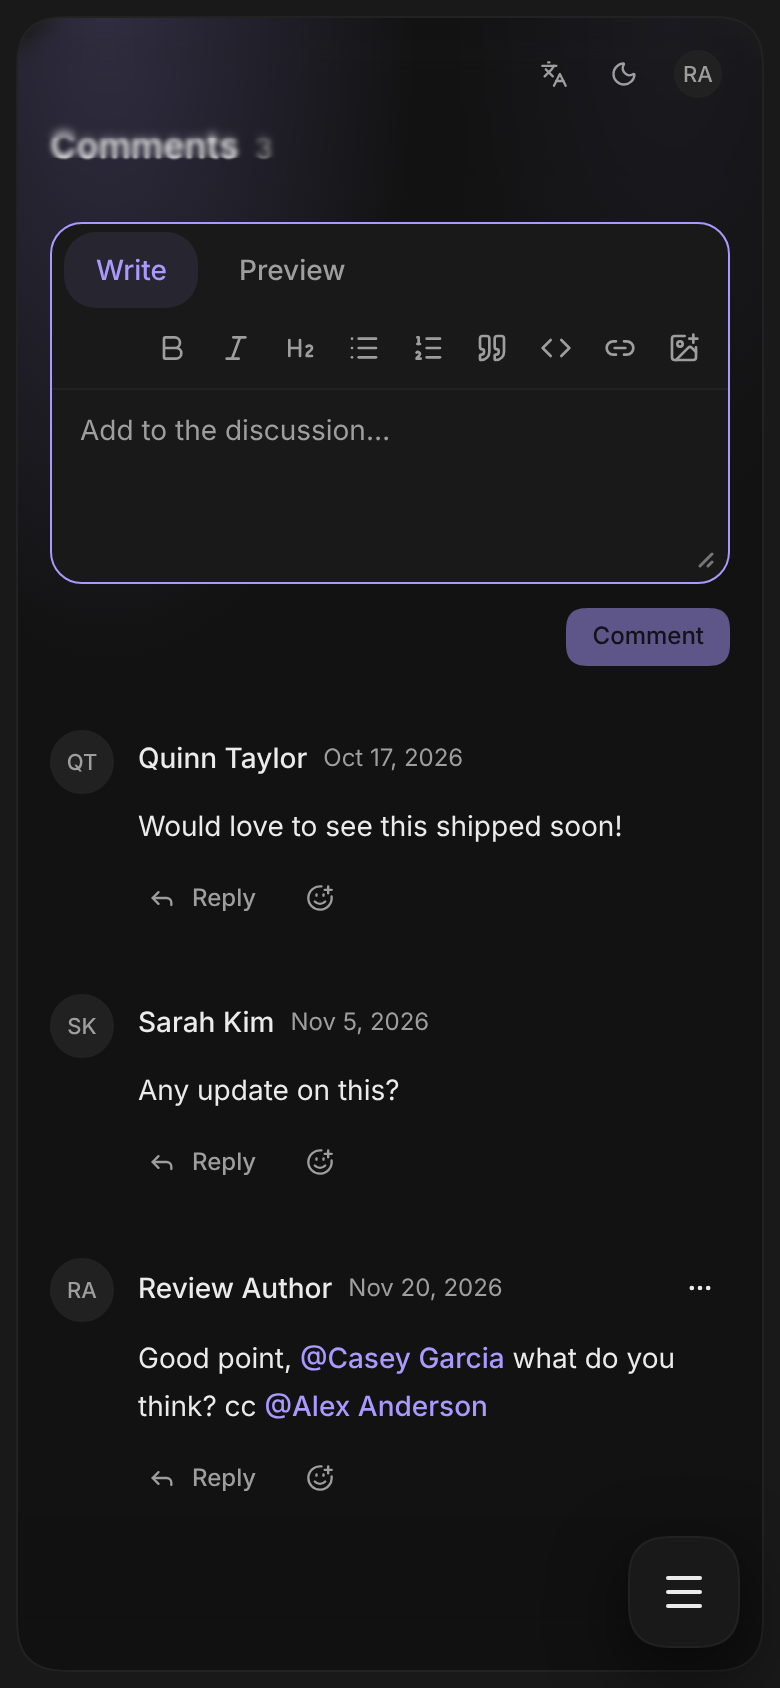 RA
Comments 3
Write Preview
Add to the discussion...
Comment
QT
Quinn Taylor Oct 17, 2026
Would love to see this shipped soon!
Reply
SK
Sarah Kim Nov 5, 2026
Any update on this?
Reply
RA
Review Author Nov 20, 2026
Good point, @Casey Garcia what do you
think? cc @Alex Anderson
Reply